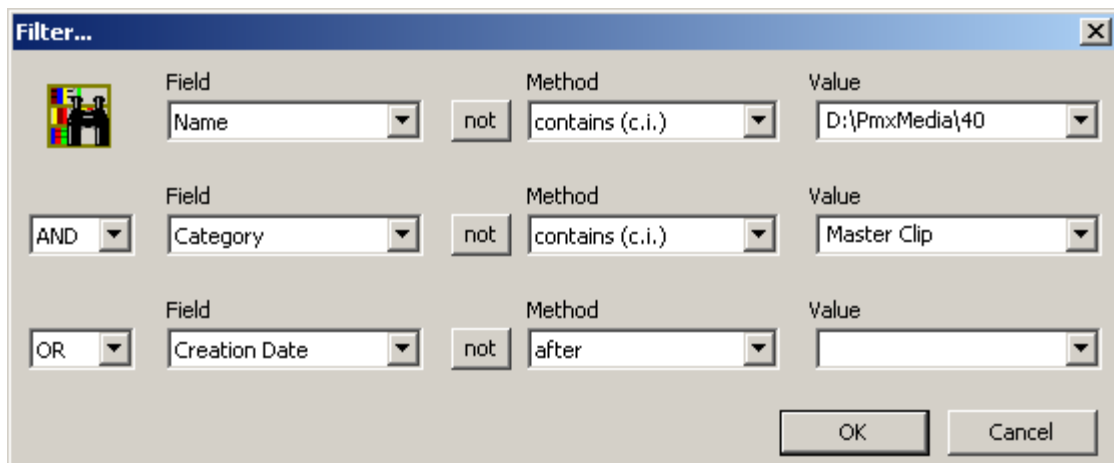 Filter...
Field Method Value
Name not contains (c.i.) D:\PmxMedia\40
Field Method Value
AND Category not contains (c.i.) Master Clip
Field Method Value
OR Creation Date not after
OK Cancel